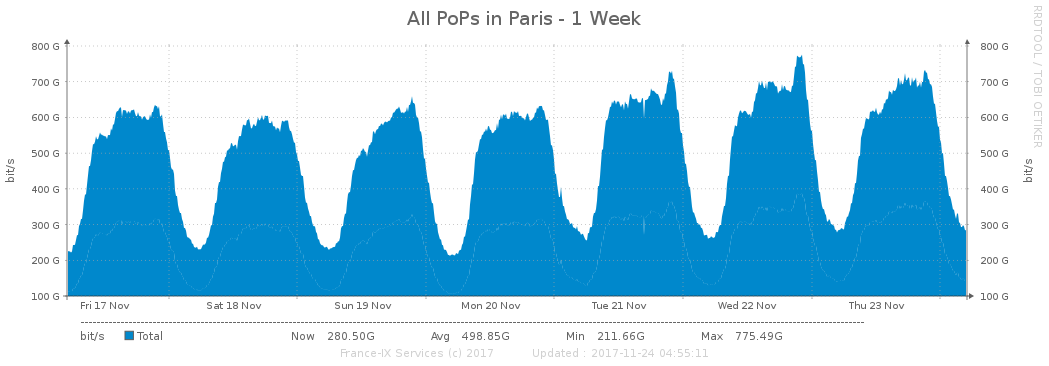 All PoPs in Paris - 1 Week
RRDTOOL / TOBI OETIKER
800 G 800 G
700 G 700 G
600 G 600 G
500 G 500 G
400 G 400 G
300 G 300 G
200 G 200 G
100 G 100 G
bit/s bit/s
Fri 17 Nov Sat 18 Nov Sun 19 Nov Mon 20 Nov Tue 21 Nov Wed 22 Nov Thu 23 Nov
bit/s Total Now 280.50G Avg 498.85G Min 211.66G Max 775.49G
France-IX Services (c) 2017 Updated : 2017-11-24 04:55:11